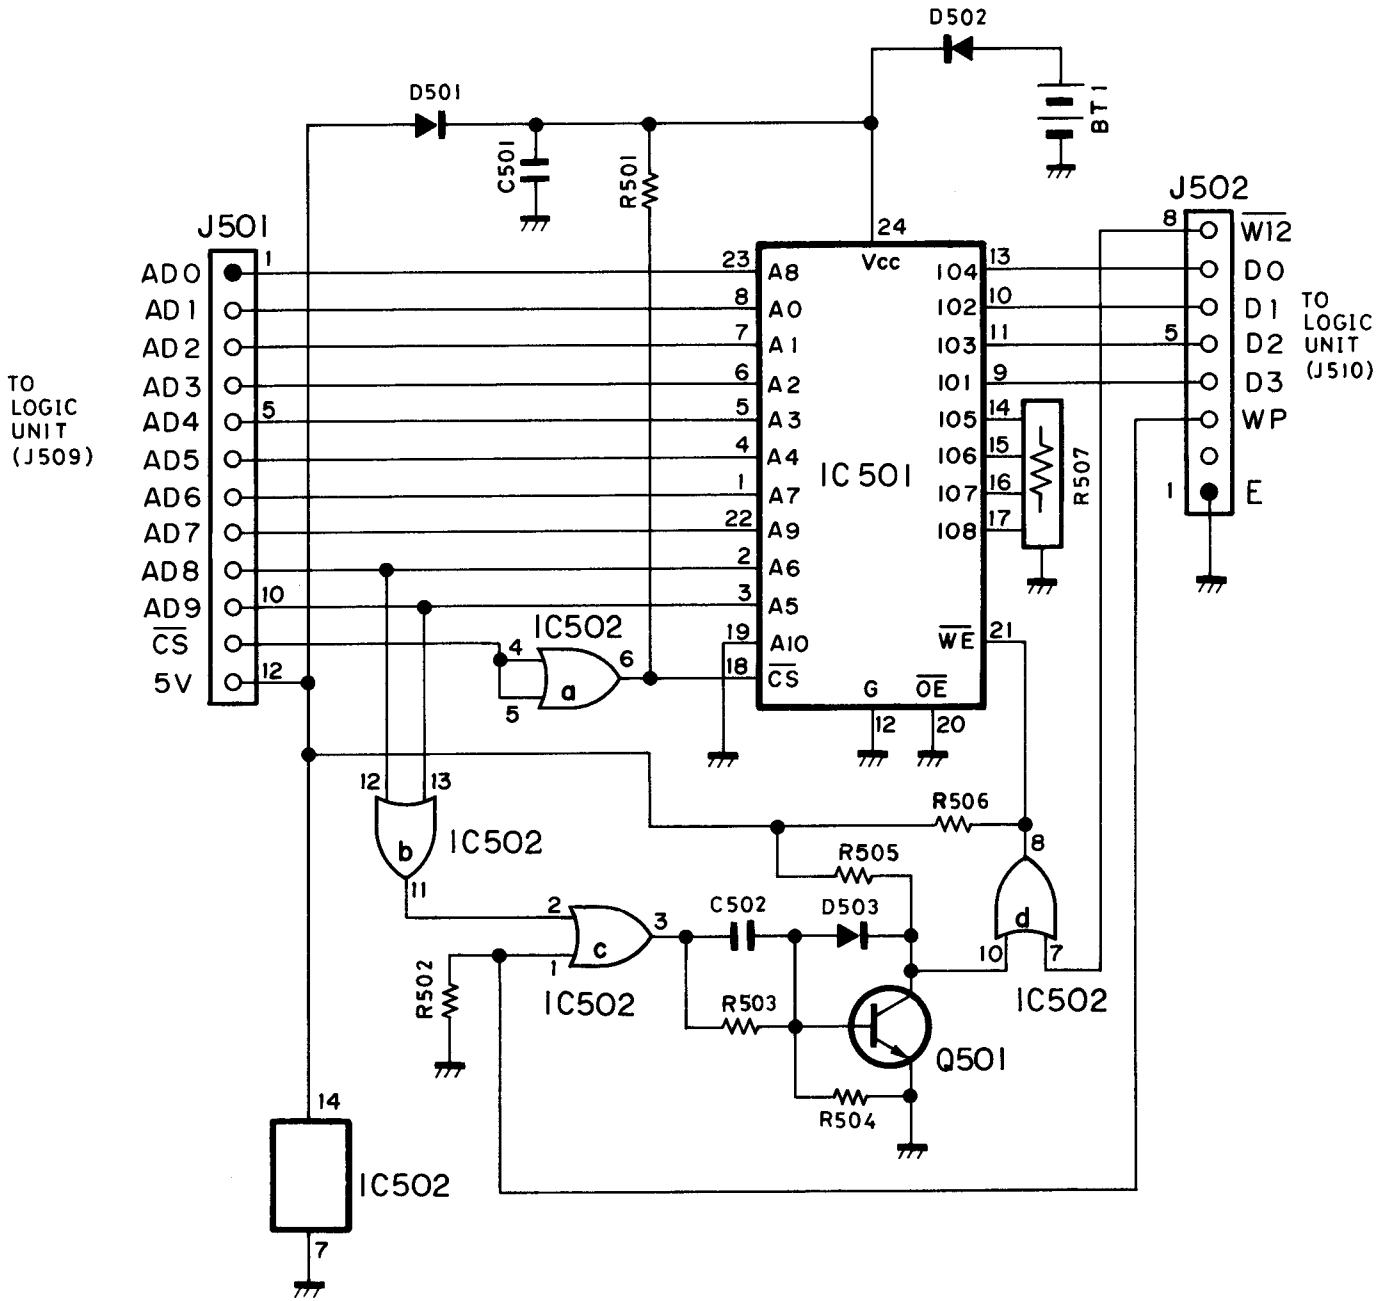 D502
D501
BT1
C501
R501
J502
J501
24
8
W12
Vcc
AD0
1
23
A8
104
13
D0
AD1
8
A0
102
10
D1
TO
LOGIC
UNIT
(J510)
AD2
7
A1
103
11
5
D2
TO
LOGIC
UNIT
(J509)
AD3
6
A2
101
9
D3
AD4
5
5
A3
105
14
WP
AD5
4
A4
IC501
106
15
R507
AD6
1
A7
107
16
1
E
AD7
22
A9
108
17
AD8
2
A6
AD9
10
3
A5
IC502
CS
4
6
19
A10
WE
21
5V
12
5
a
18
CS
G
OE
12
20
12
13
R506
b
IC502
8
R505
11
C502
D503
d
2
3
10
7
c
1
R502
IC502
R503
IC502
Q501
R504
14
IC502
7